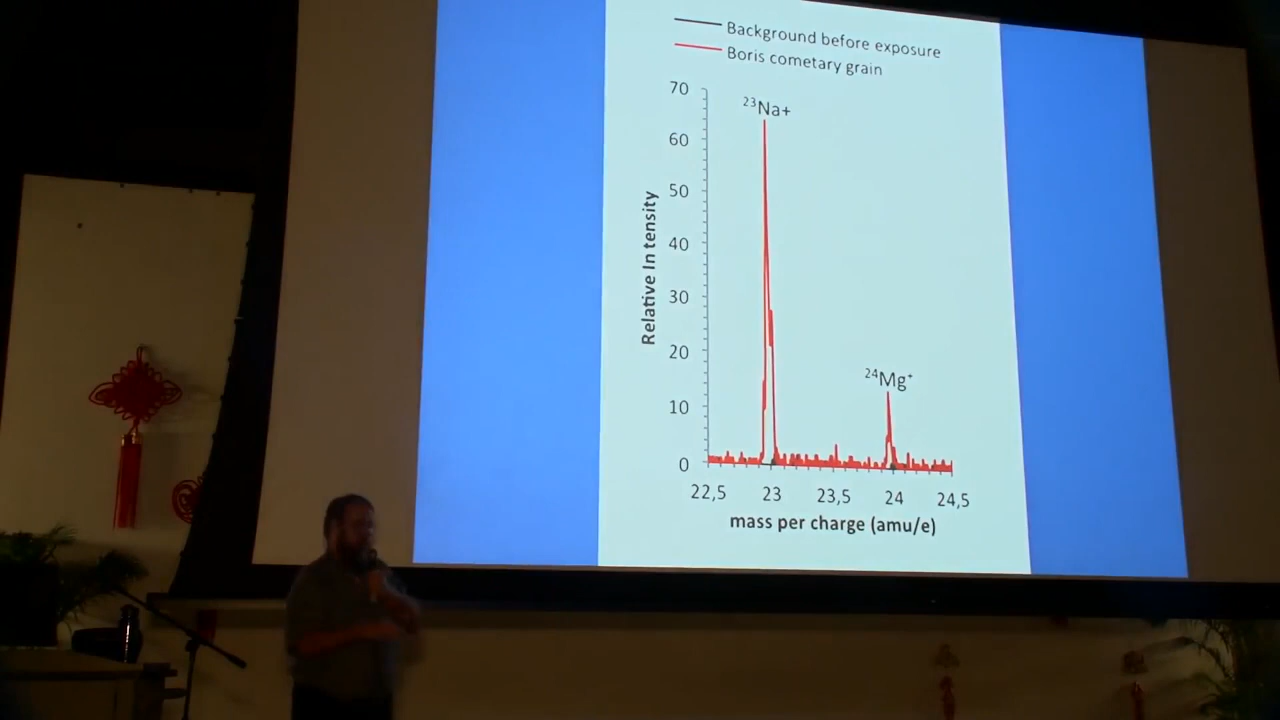 Background before exposure
Boris cometary grain
70
²³Na+
60
50
40
30
²⁴Mg⁺
20
10
0
22,5 23 23,5 24 24,5
mass per charge (amu/e)
Relative In tensity